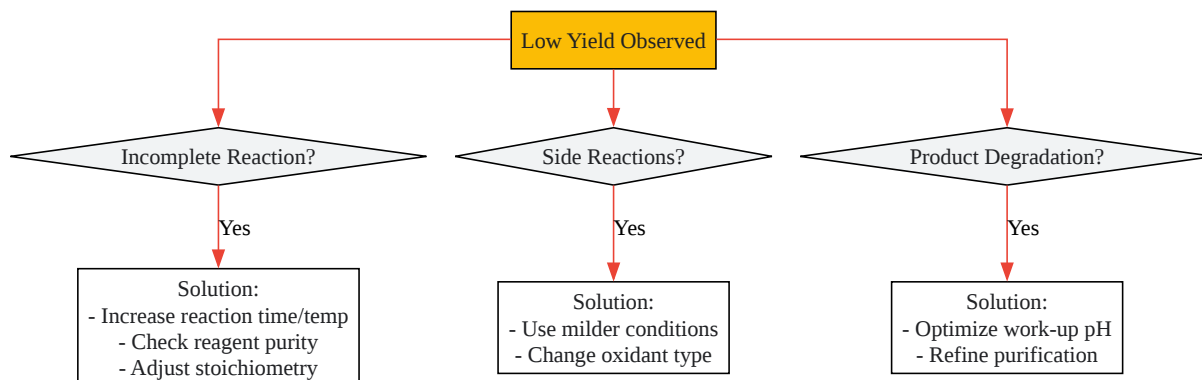 Low Yield Observed
Incomplete Reaction?
Side Reactions?
Product Degradation?
Yes
Yes
Yes
Solution:
- Increase reaction time/temp
- Check reagent purity
- Adjust stoichiometry
Solution:
- Use milder conditions
- Change oxidant type
Solution:
- Optimize work-up pH
- Refine purification